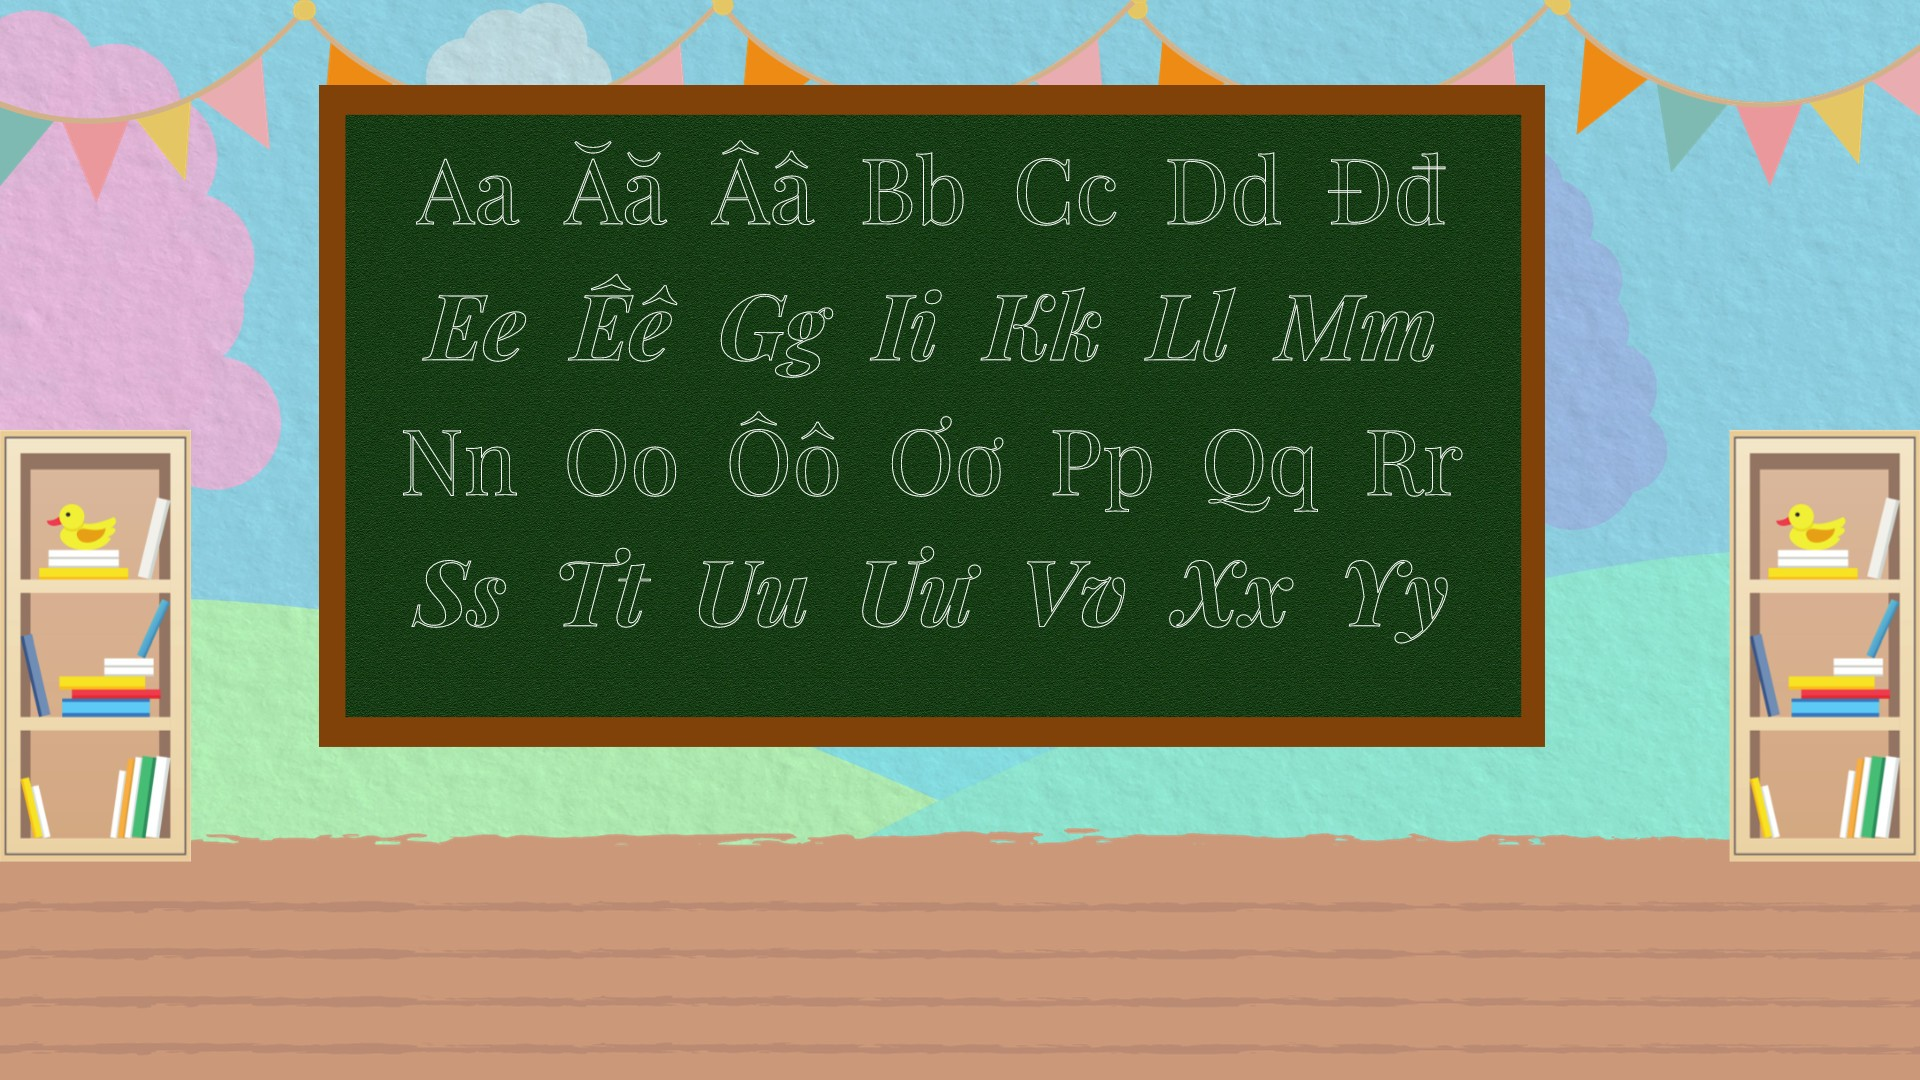 Aa Ăă Ââ Bb Cc Dd Đđ
Ee Êê Gg Ii Kk Ll Mm
Nn Oo Ôô Ơơ Pp Qq Rr
Ss Tt Uu Ưư Vv Xx Yy